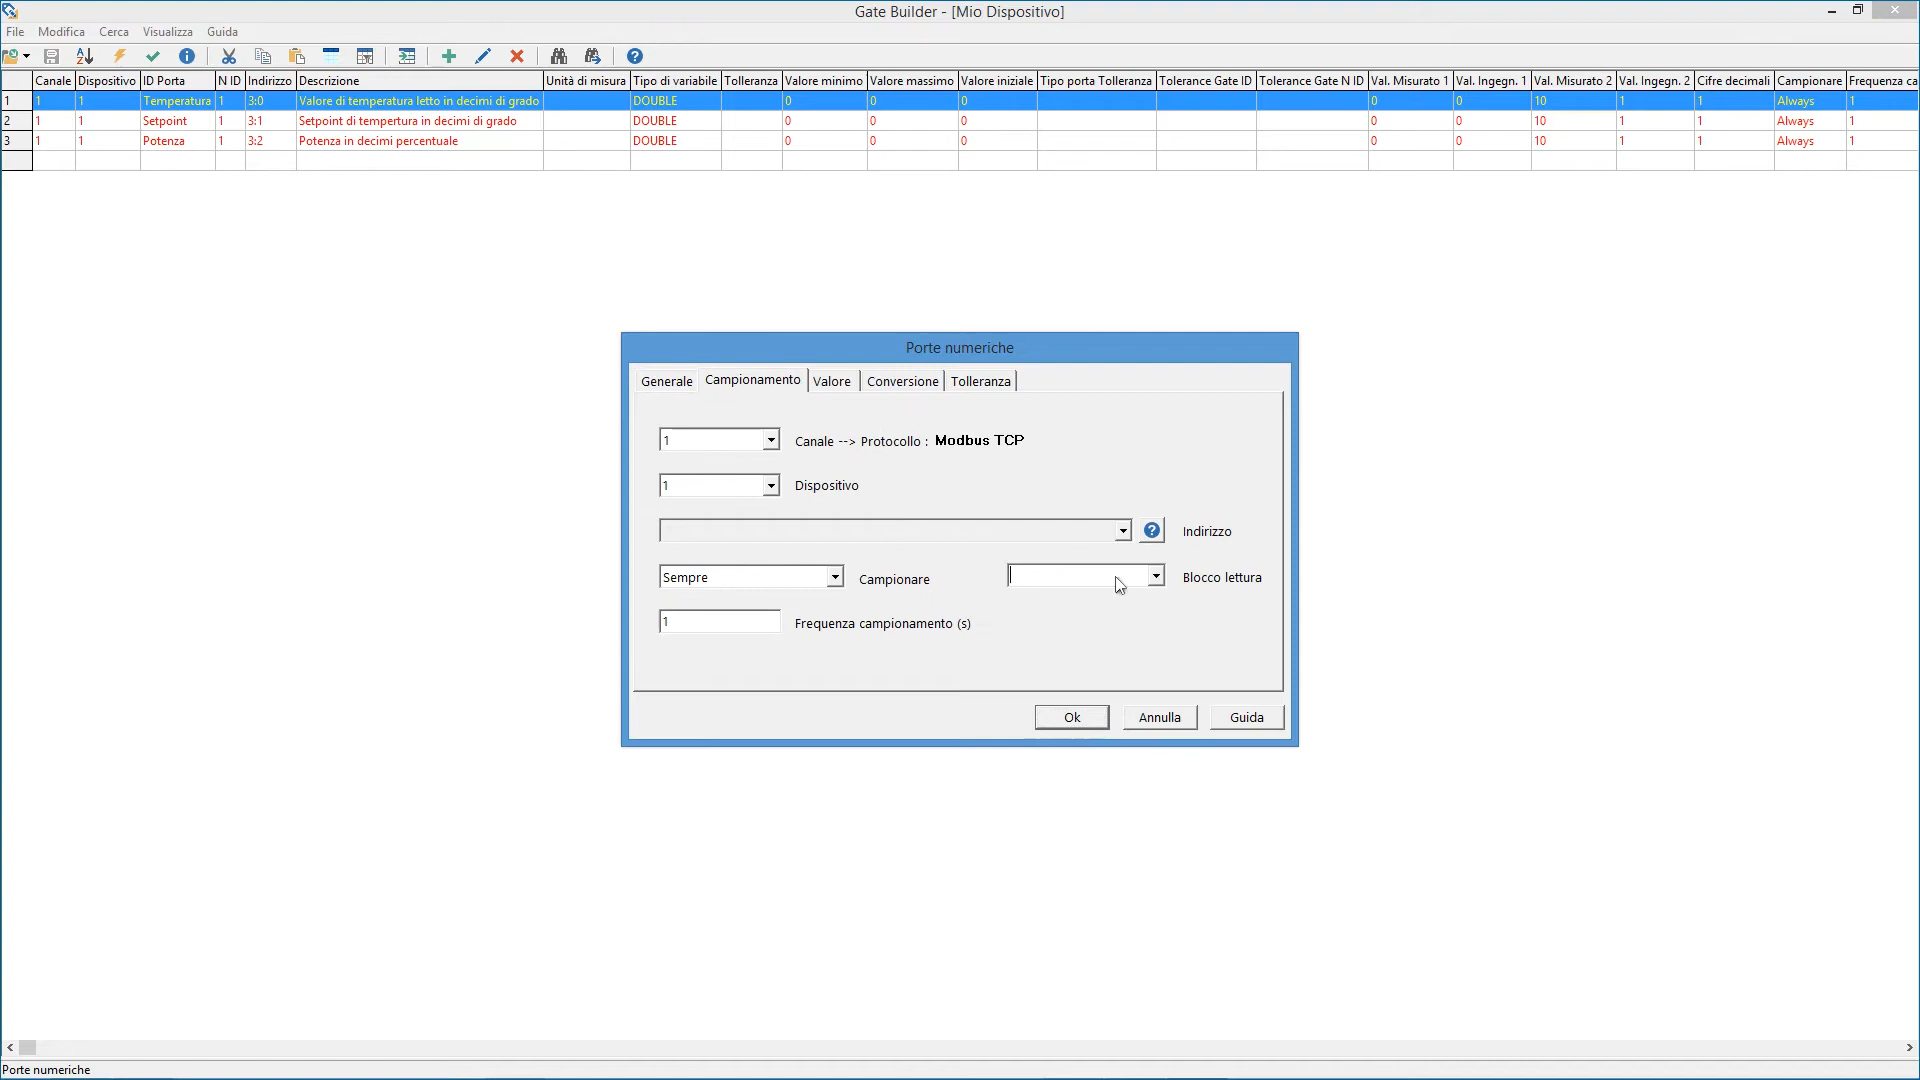 Gate Builder - [Mio Dispositivo]
File Modifica Cerca Visualizza Guida
Canale Dispositivo ID Porta N ID Indirizzo Descrizione Unità di misura Tipo di variabile Tolleranza Valore minimo Valore massimo Valore iniziale Tipo porta Tolleranza Tolerance Gate ID Tolerance Gate N ID Val. Misurato 1 Val. Ingegn. 1 Val. Misurato 2 Val. Ingegn. 2 Cifre decimali Campionare Frequenza ca
1 1 1 Temperatura 1 3:0 Valore di temperatura letto in decimi di grado DOUBLE 0 0 0 0 0 10 1 1 Always 1
2 1 1 Setpoint 1 3:1 Setpoint di tempertura in decimi di grado DOUBLE 0 0 0 0 0 10 1 1 Always 1
3 1 1 Potenza 1 3:2 Potenza in decimi percentuale DOUBLE 0 0 0 0 0 10 1 1 Always 1
Porte numeriche
Generale Campionamento Valore Conversione Tolleranza
1 Canale --> Protocollo : Modbus TCP
1 Dispositivo
Indirizzo
Sempre Campionare Blocco lettura
1 Frequenza campionamento (s)
Ok Annulla Guida
Porte numeriche